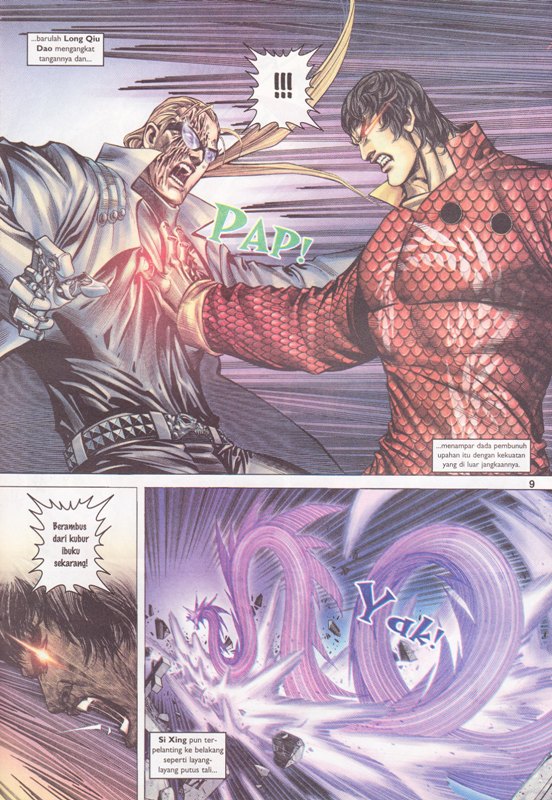 ...barulah Long Qiu
Dao mengangkat
tangannya dan...
!!!
PAP!
...menampar dada pembunuh
upahan itu dengan kekuatan
yang di luar jangkaannya.
9
Berambus
dari kubur
ibuku
sekarang!
Yak!
Si Xing pun ter-
pelanting ke belakang
seperti layang-
layang putus tali...